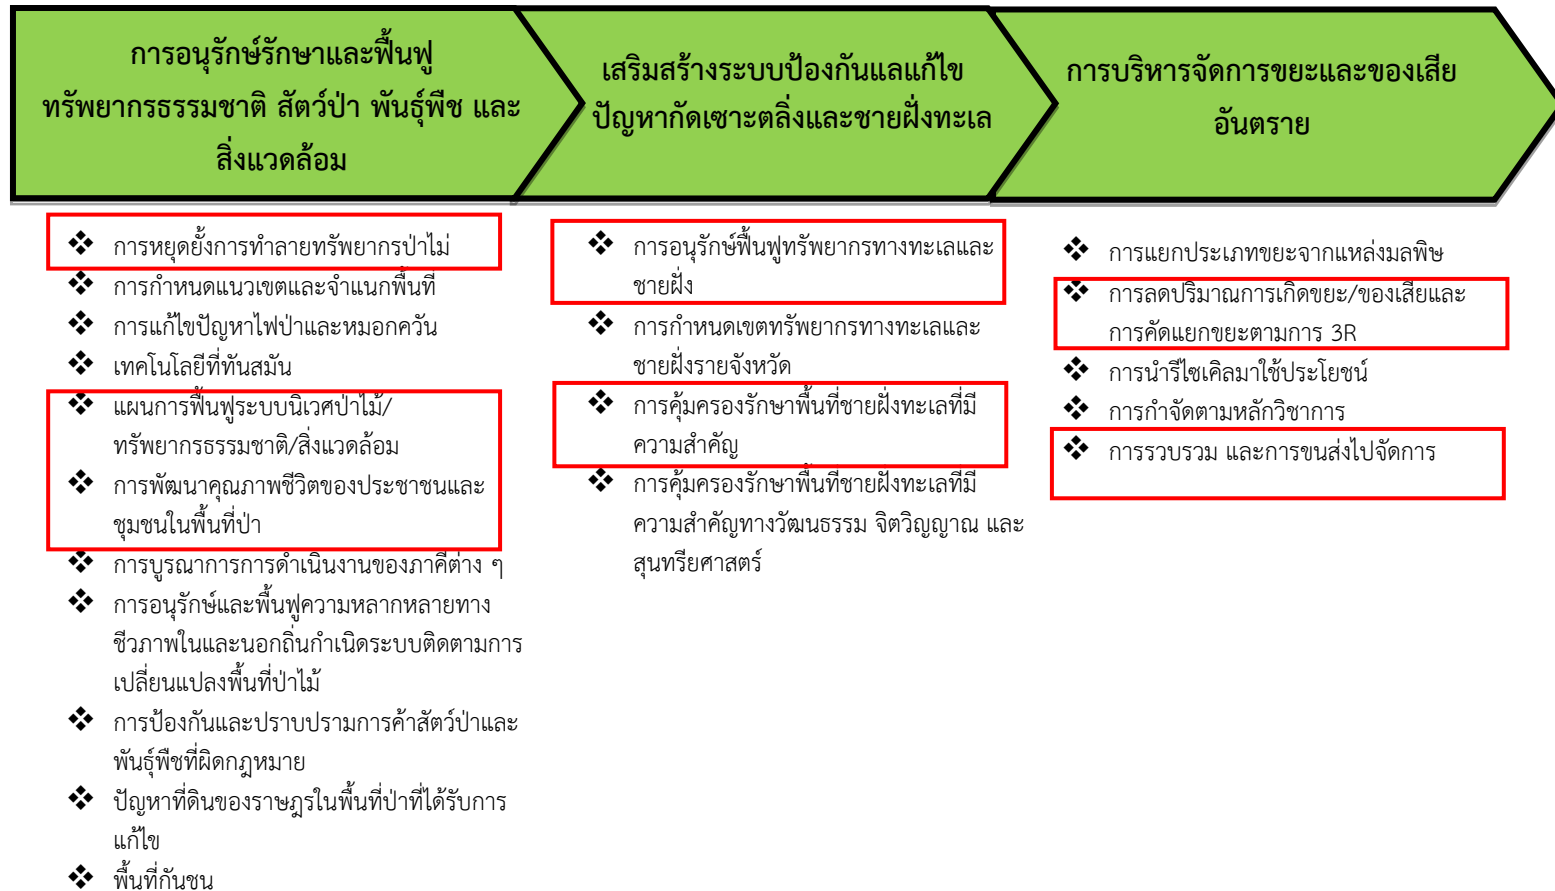 การอนุรักษ์รักษาและฟื้นฟู
ทรัพยากรธรรมชาติ สัตว์ป่า พันธุ์พืช และ
สิ่งแวดล้อม
เสริมสร้างระบบป้องกันแลแก้ไข
ปัญหากัดเซาะตลิ่งและชายฝั่งทะเล
การบริหารจัดการขยะและของเสีย
อันตราย
❖ การหยุดยั้งการทำลายทรัพยากรป่าไม่
❖ การกำหนดแนวเขตและจำแนกพื้นที่
❖ การแก้ไขปัญหาไฟป่าและหมอกควัน
❖ เทคโนโลยีที่ทันสมัน
❖ แผนการฟื้นฟูระบบนิเวศป่าไม้/
ทรัพยากรธรรมชาติ/สิ่งแวดล้อม
❖ การพัฒนาคุณภาพชีวิตของประชาชนและ
ชุมชนในพื้นที่ป่า
❖ การบูรณาการการดำเนินงานของภาคีต่าง ๆ
❖ การอนุรักษ์และพื้นฟูความหลากหลายทาง
ชีวภาพในและนอกถิ่นกำเนิดระบบติดตามการ
เปลี่ยนแปลงพื้นที่ป่าไม้
❖ การป้องกันและปราบปรามการค้าสัตว์ป่าและ
พันธุ์พืชที่ผิดกฎหมาย
❖ ปัญหาที่ดินของราษฎรในพื้นที่ป่าที่ได้รับการ
แก้ไข
❖ พื้นที่กันชน
❖ การอนุรักษ์ฟื้นฟูทรัพยากรทางทะเลและ
ชายฝั่ง
❖ การกำหนดเขตทรัพยากรทางทะเลและ
ชายฝั่งรายจังหวัด
❖ การคุ้มครองรักษาพื้นที่ชายฝั่งทะเลที่มี
ความสำคัญ
❖ การคุ้มครองรักษาพื้นที่ชายฝั่งทะเลที่มี
ความสำคัญทางวัฒนธรรม จิตวิญญาณ และ
สุนทรียศาสตร์
❖ การแยกประเภทขยะจากแหล่งมลพิษ
❖ การลดปริมาณการเกิดขยะ/ของเสียและ
การคัดแยกขยะตามการ 3R
❖ การนำรีไซเคิลมาใช้ประโยชน์
❖ การกำจัดตามหลักวิชาการ
❖ การรวบรวม และการขนส่งไปจัดการ